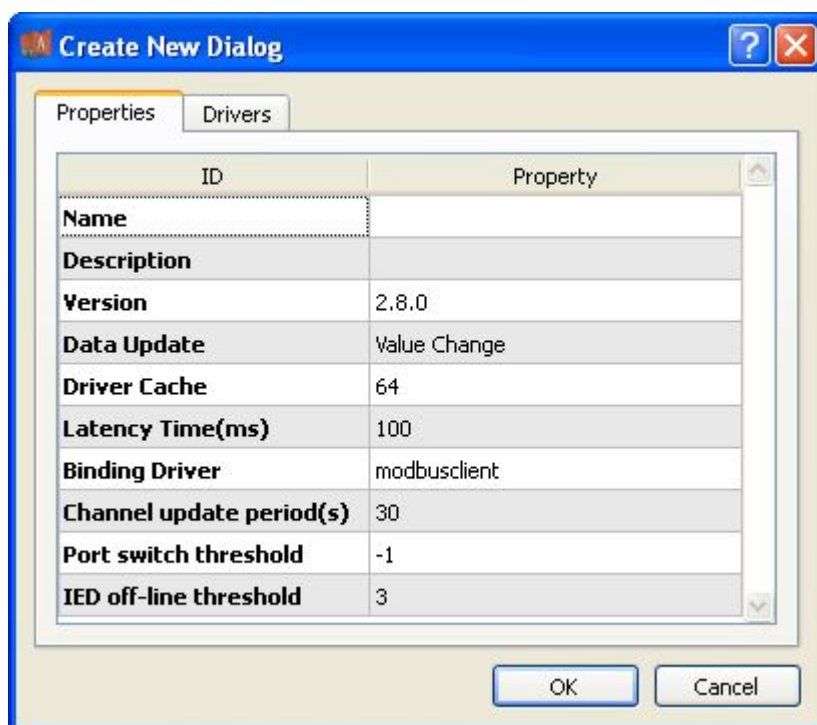 Create New Dialog
Properties Drivers
ID Property
Name
Description
Version 2.8.0
Data Update Value Change
Driver Cache 64
Latency Time(ms) 100
Binding Driver modbusclient
Channel update period(s) 30
Port switch threshold -1
IED off-line threshold 3
OK Cancel